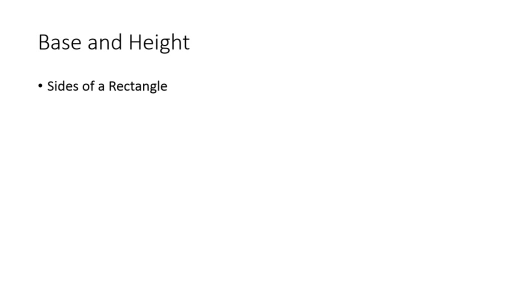 Base and Height
• Sides of a Rectangle